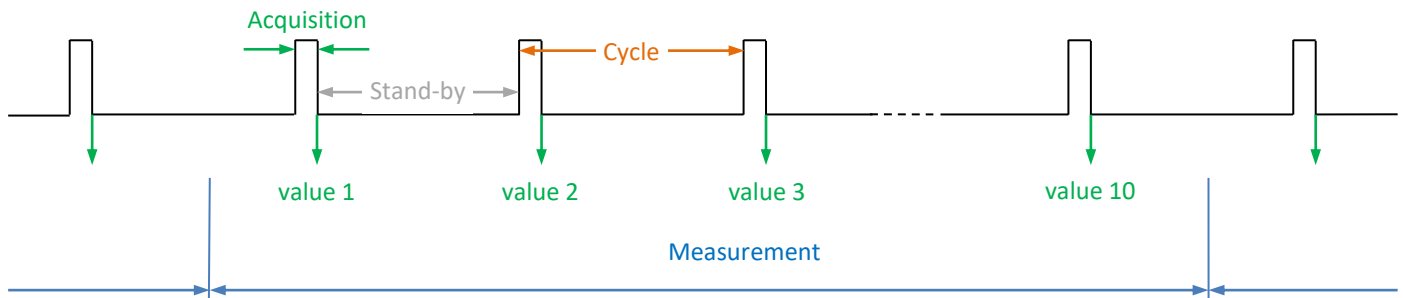 Acquisition
Cycle
Stand-by
value 1
value 2
value 3
value 10
Measurement